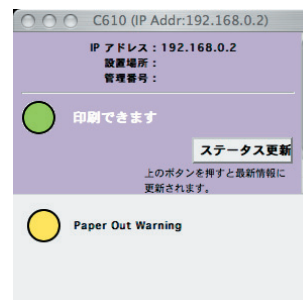 C610 (IP Addr:192.168.0.2)
IP アドレス : 192.168.0.2
設置場所 :
管理番号 :
印刷できます
ステータス更新
上のボタンを押すと最新情報に
更新されます。
Paper Out Warning